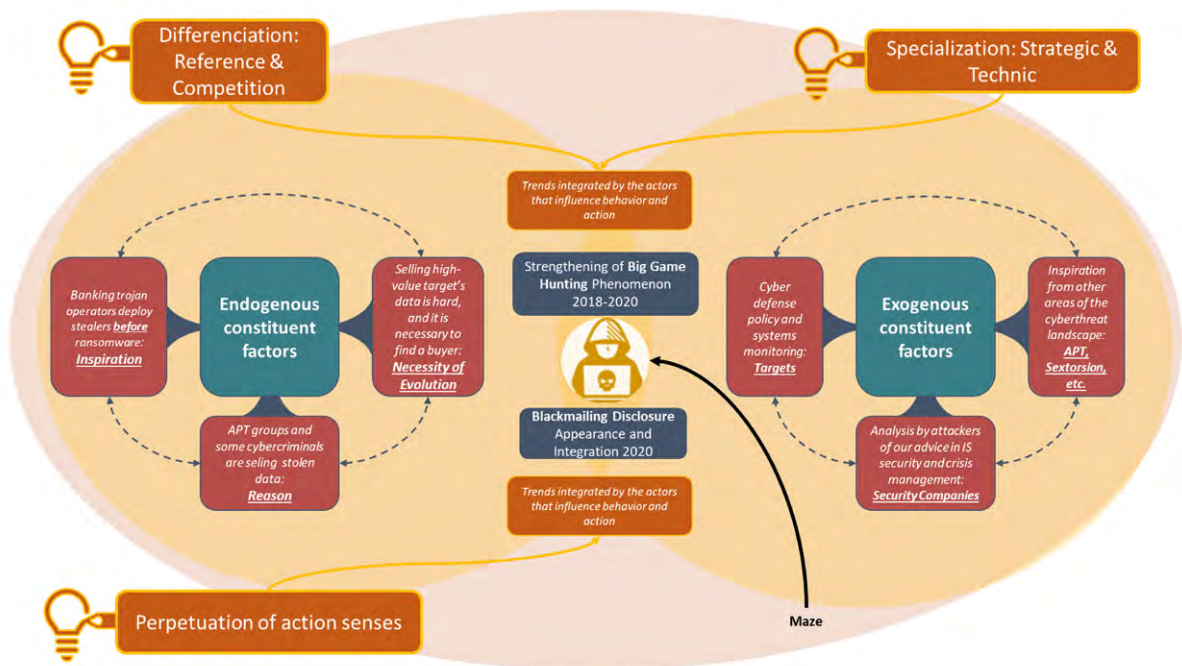 Differenciation:
Reference &
Competition
Specialization: Strategic &
Technic
Trends integrated by the actors
that influence behavior and
action
Banking trojan
operators deploy
stealers before
ransomware:
Inspiration
Endogenous
constituent
factors
Selling high-
value target's
data is hard,
and it is
necessary to
find a buyer:
Necessity of
Evolution
APT groups and
some cybercriminals
are seling stolen
data:
Reason
Strengthening of Big Game
Hunting Phenomenon
2018-2020
Blackmailing Disclosure
Appearance and
Integration 2020
Trends integrated by the actors
that influence behavior and
action
Cyber
defense
policy and
systems
monitoring:
Targets
Exogenous
constituent
factors
Inspiration
from other
areas of the
cyberthreat
landscape:
APT,
Sextorsion,
etc.
Analysis by attackers
of our advice in IS
security and crisis
management:
Security Companies
Perpetuation of action senses
Maze